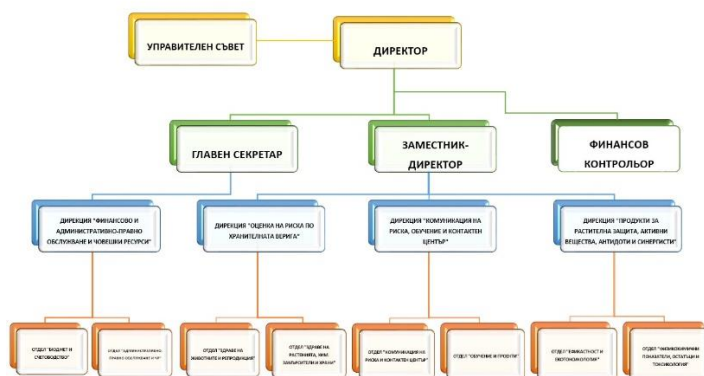 УПРАВИТЕЛЕН СЪВЕТ
ДИРЕКТОР
ГЛАВЕН СЕКРЕТАР
ЗАМЕСТНИК-
ДИРЕКТОР
ФИНАНСОВ
КОНТРОЛЬОР
ДИРЕКЦИЯ "ФИНАНСОВО И
АДМИНИСТРАТИВНО-ПРАВНО
ОБСЛУЖВАНЕ И ЧОВЕШКИ РЕСУРСИ"
ДИРЕКЦИЯ "ОЦЕНКА НА РИСКА ПО
ХРАНИТЕЛНАТА ВЕРИГА"
ДИРЕКЦИЯ "КОМУНИКАЦИЯ НА
РИСКА, ОБУЧЕНИЕ И КОНТАКТЕН
ЦЕНТЪР"
ДИРЕКЦИЯ "ПРОДУКТИ ЗА
РАСТИТЕЛНА ЗАЩИТА, АКТИВНИ
ВЕЩЕСТВА, АНТИДОТИ И СИНЕРГИСТИ"
ОТДЕЛ "БЮДЖЕТ И
СЧЕТОВОДСТВО"
ОТДЕЛ
ОТДЕЛ "ЗДРАВЕ НА
ЖИВОТНИТЕ И РЕПРОДУКЦИЯ"
ОТДЕЛ "ЗДРАВЕ НА
РАСТЕНИЯТА, ХИМ.
ЗАМЪРСИТЕЛИ И ХРАНИ"
ОТДЕЛ "КОМУНИКАЦИЯ НА
РИСКА И КОНТАКТЕН ЦЕНТЪР"
ОТДЕЛ "ОБУЧЕНИЕ И ПРОЕКТИ"
ОТДЕЛ "ЕФИКАСНОСТ И
ЕКОТОКСИКОЛОГИЯ"
ОТДЕЛ "ФИЗИКОХИМИЧНИ
ПОКАЗАТЕЛИ, ОСТАТЪЦИ И
ТОКСИКОЛОГИЯ"